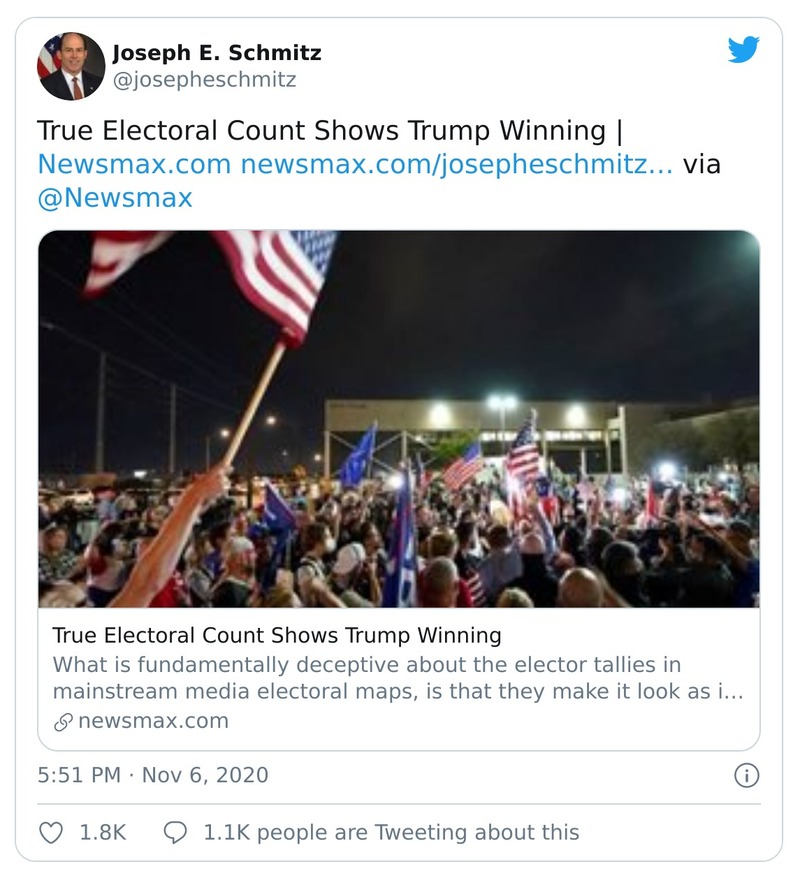 Joseph E. Schmitz
@josepheschmitz
True Electoral Count Shows Trump Winning |
Newsmax.com newsmax.com/josepheschmitz… via
@Newsmax
True Electoral Count Shows Trump Winning
What is fundamentally deceptive about the elector tallies in
mainstream media electoral maps, is that they make it look as i…
newsmax.com
5:51 PM · Nov 6, 2020
1.8K
1.1K people are Tweeting about this